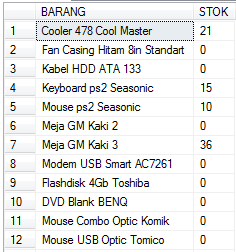 BARANG STOK
1 Cooler 478 Cool Master 21
2 Fan Casing Hitam 8in Standart 0
3 Kabel HDD ATA 133 0
4 Keyboard ps2 Seasonic 15
5 Mouse ps2 Seasonic 10
6 Meja GM Kaki 2 0
7 Meja GM Kaki 3 36
8 Modem USB Smart AC7261 0
9 Flashdisk 4Gb Toshiba 0
10 DVD Blank BENQ 0
11 Mouse Combo Optic Komik 0
12 Mouse USB Optic Tomico 0